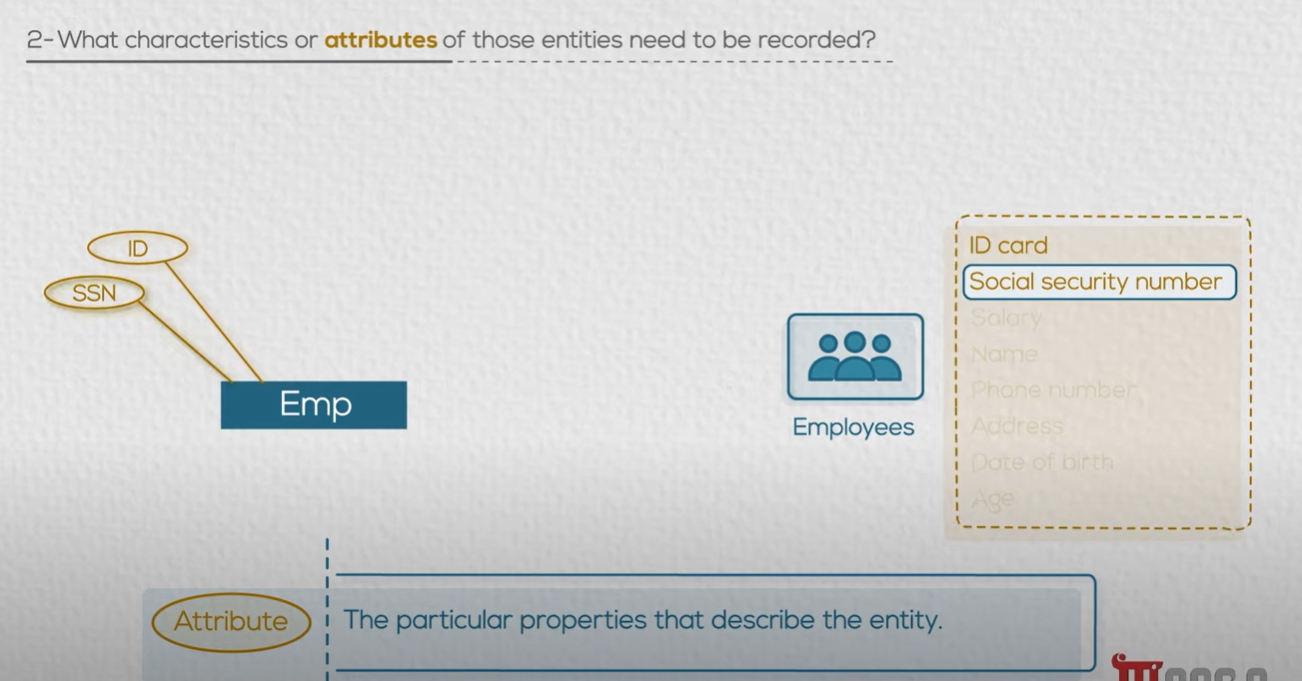 2-What characteristics or attributes of those entities need to be recorded?
ID
SSN
Emp
Employees
ID card
Social security number
Salary
Name
Phone number
Address
Date of birth
Age
Attribute
The particular properties that describe the entity.